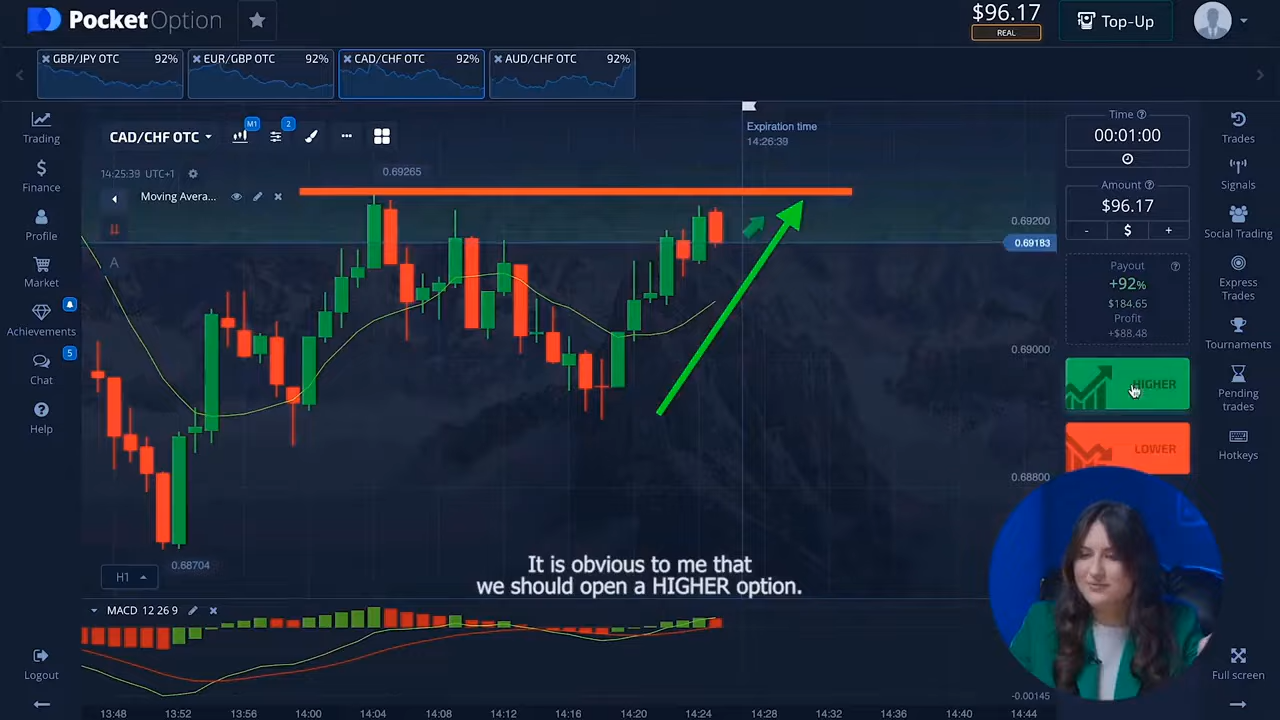 PocketOption
$96.17
REAL
Top-Up
GBP/JPY OTC 92%
EUR/GBP OTC 92%
CAD/CHF OTC 92%
AUD/CHF OTC 92%
Trading
Finance
Profile
Market
Achievements
5
Chat
Help
Logout
CAD/CHF OTC
M1
2
14:25:39 UTC+1
Moving Avera...
A
0.69265
Expiration time
14:26:39
0.69200
0.69183
0.69000
0.68800
0.68704
H1
It is obvious to me that
we should open a HIGHER option.
MACD 12 26 9
-0.00145
13:48 13:52 13:56 14:00 14:04 14:08 14:12 14:16 14:20 14:24 14:28 14:32 14:36 14:40 14:44
Time
00:01:00
Amount
$96.17
- $ +
Payout
+92%
$184.65
Profit
+$88.48
HIGHER
LOWER
Trades
Signals
Social Trading
Express
Trades
Tournaments
Pending
trades
Hotkeys
Full screen